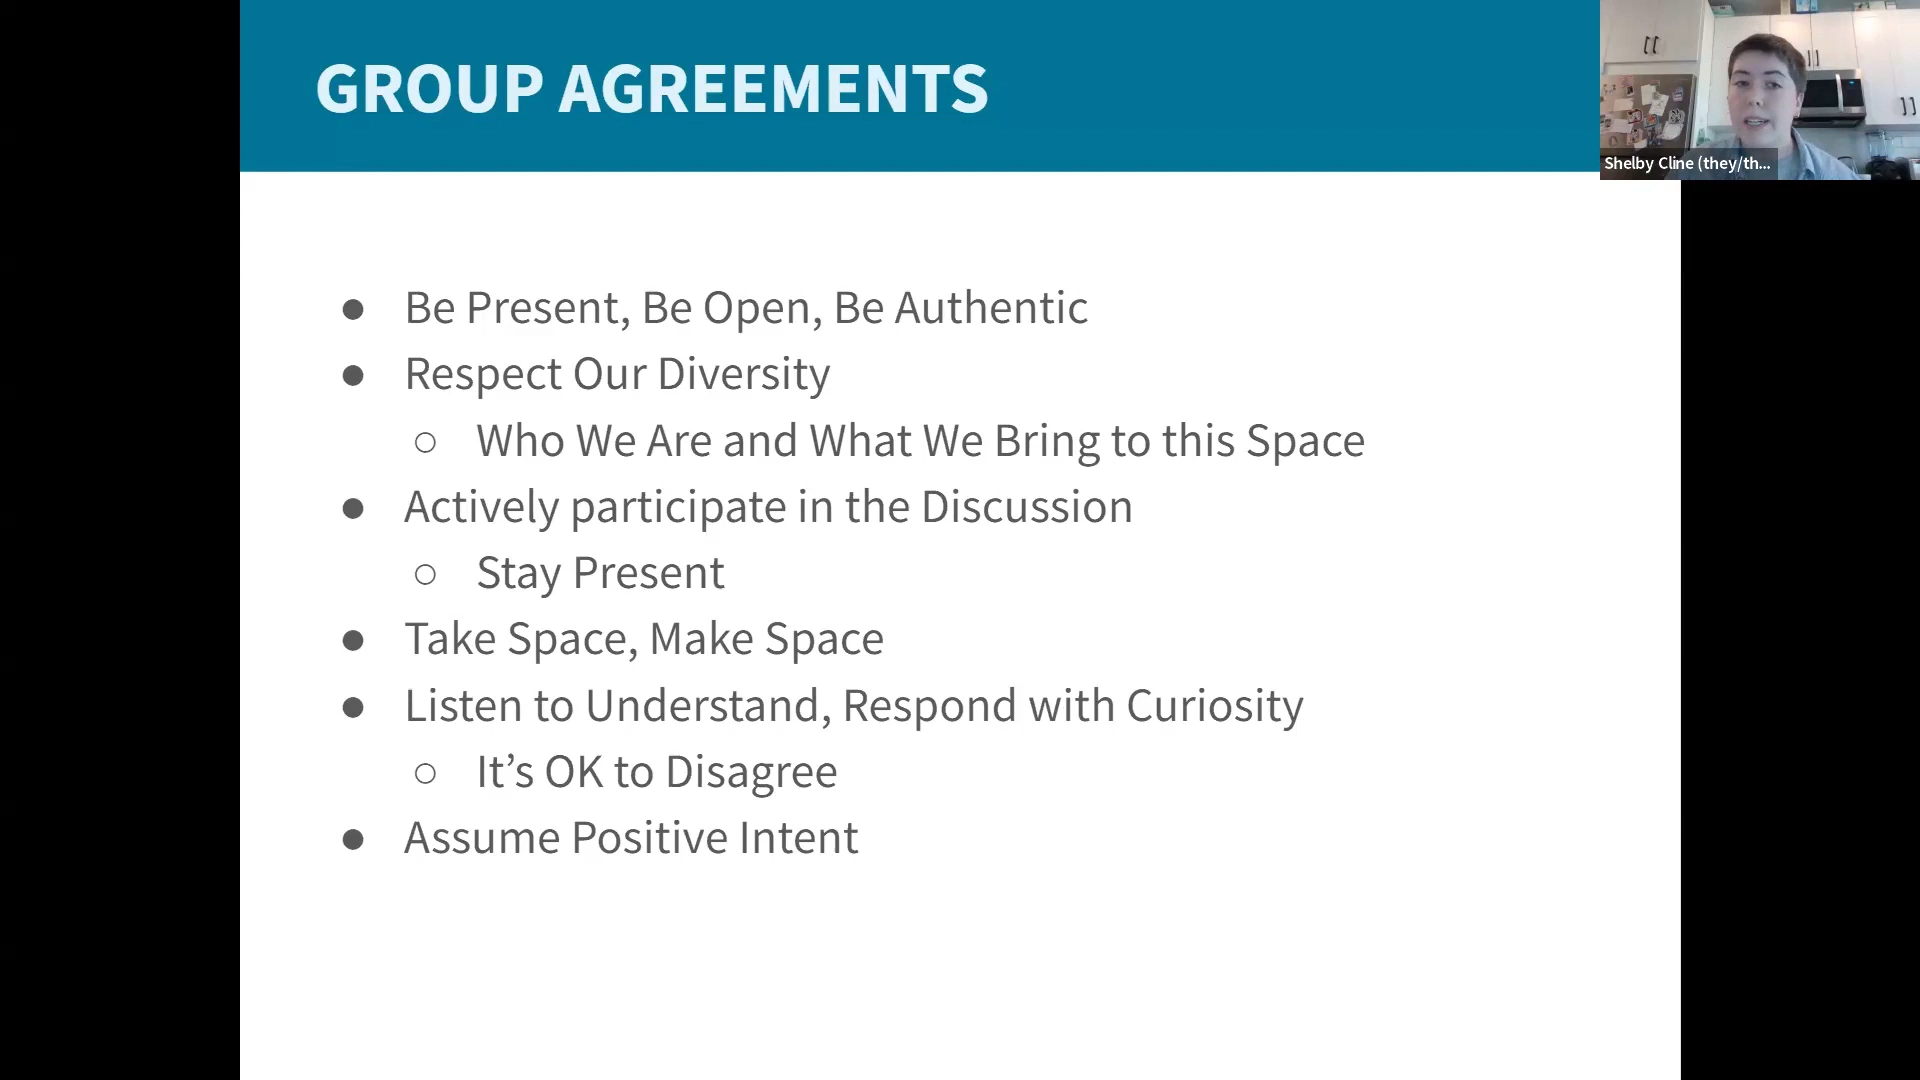 GROUP AGREEMENTS
Shelby Cline (they/th...
● Be Present, Be Open, Be Authentic
● Respect Our Diversity
○ Who We Are and What We Bring to this Space
● Actively participate in the Discussion
○ Stay Present
● Take Space, Make Space
● Listen to Understand, Respond with Curiosity
○ It’s OK to Disagree
● Assume Positive Intent